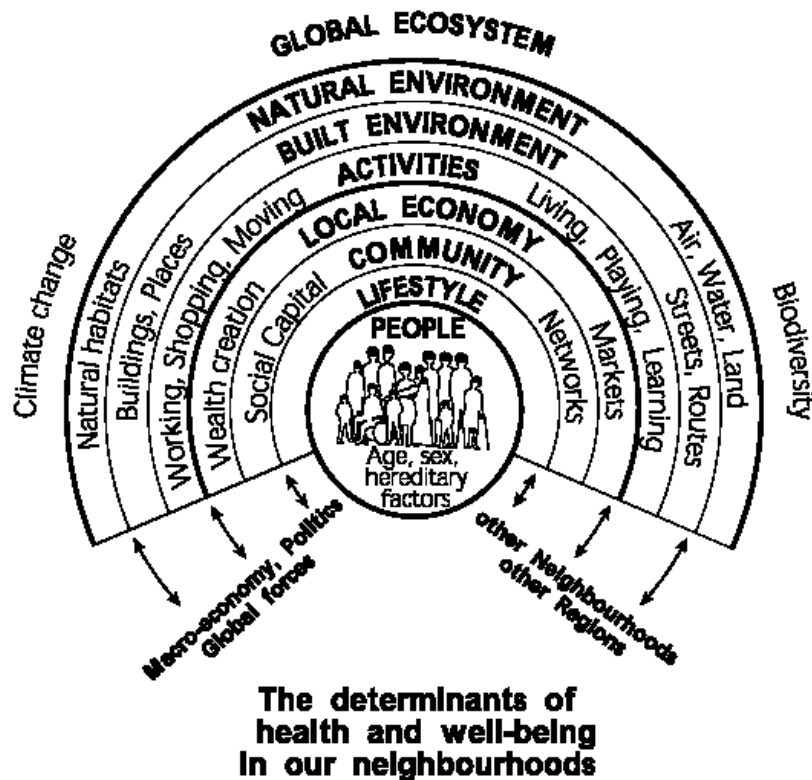 GLOBAL ECOSYSTEM
NATURAL ENVIRONMENT
BUILT ENVIRONMENT
ACTIVITIES
LOCAL ECONOMY
COMMUNITY
LIFESTYLE
PEOPLE
Age, sex,
hereditary
factors
Climate change
Natural habitats
Buildings, Places
Working, Shopping, Moving
Wealth creation
Social Capital
Networks
Markets
Living, Playing, Learning
Streets, Routes
Air, Water, Land
Biodiversity
Macro-economy, Politics
Global forces
other Neighbourhoods
other Regions
The determinants of
health and well-being
in our neighbourhoods